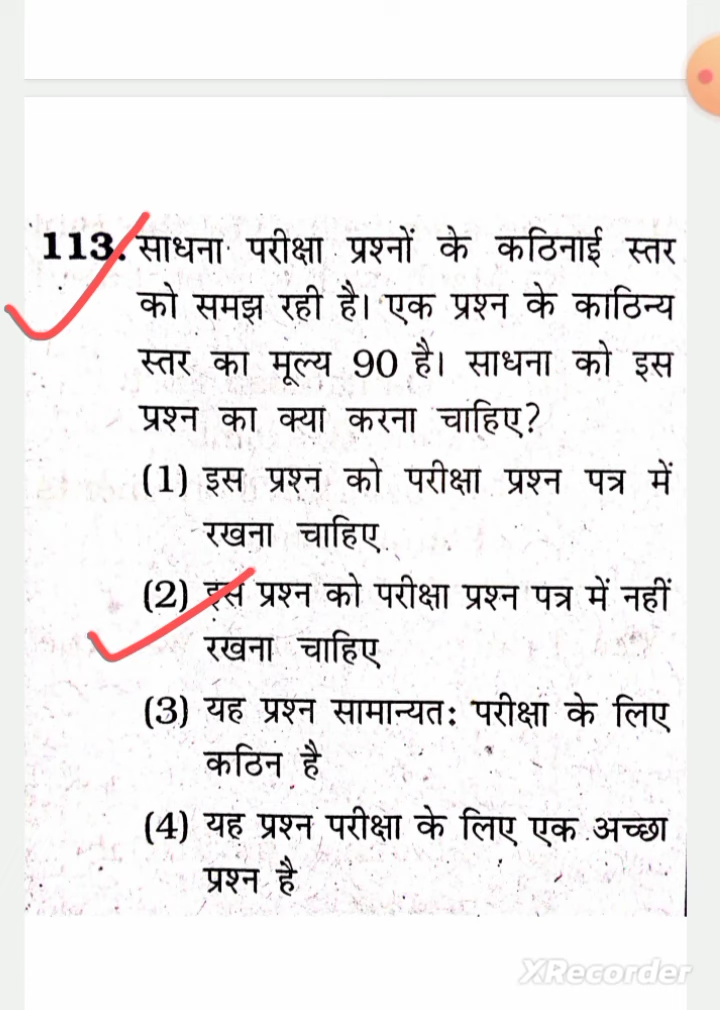 113. साधना परीक्षा प्रश्नों के कठिनाई स्तर
को समझ रही है। एक प्रश्न के काठिन्य
स्तर का मूल्य 90 है। साधना को इस
प्रश्न का क्या करना चाहिए?
(1) इस प्रश्न को परीक्षा प्रश्न पत्र में
रखना चाहिए
(2) इस प्रश्न को परीक्षा प्रश्न पत्र में नहीं
रखना चाहिए
(3) यह प्रश्न सामान्यतः परीक्षा के लिए
कठिन है
(4) यह प्रश्न परीक्षा के लिए एक अच्छा
प्रश्न है
XRecorder